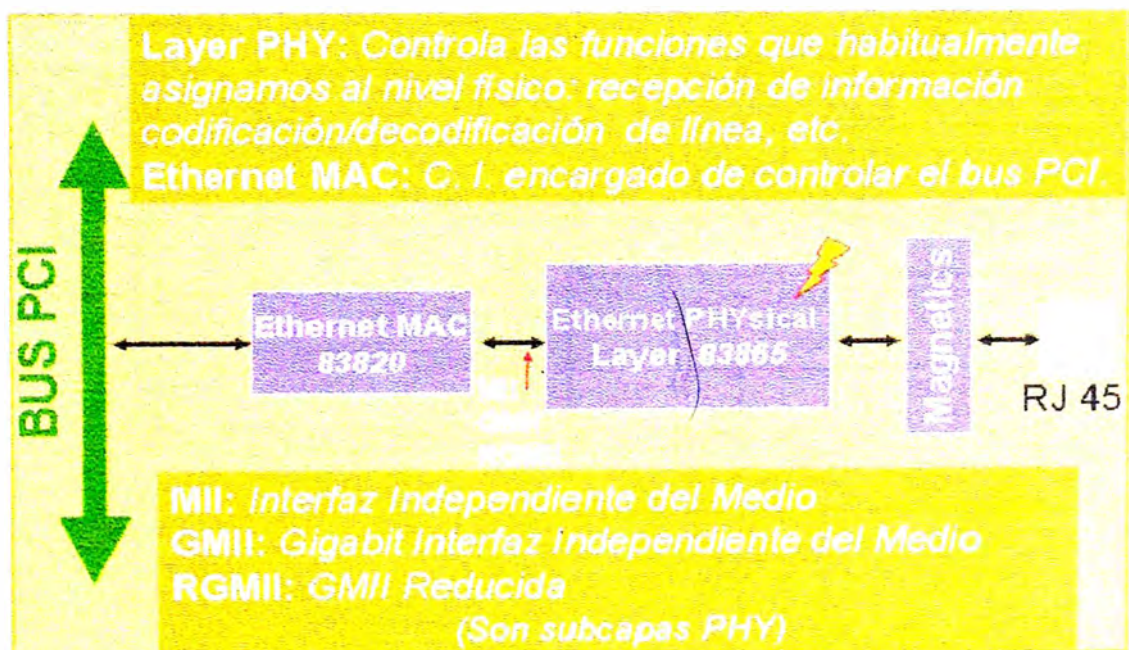 Layer PHY: Controla las funciones que habitualmente
asignamos al nivel físico: recepción de información
codificación/decodificación de línea, etc.
Ethernet MAC: C. I. encargado de controlar el bus PCI.
BUS PCI
Ethernet MAC
83820
Ethernet PHYsical
Layer 83865
Magnetics
RJ 45
MII: Interfaz Independiente del Medio
GMII: Gigabit Interfaz Independiente del Medio
RGMII: GMII Reducida
(Son subcapas PHY)